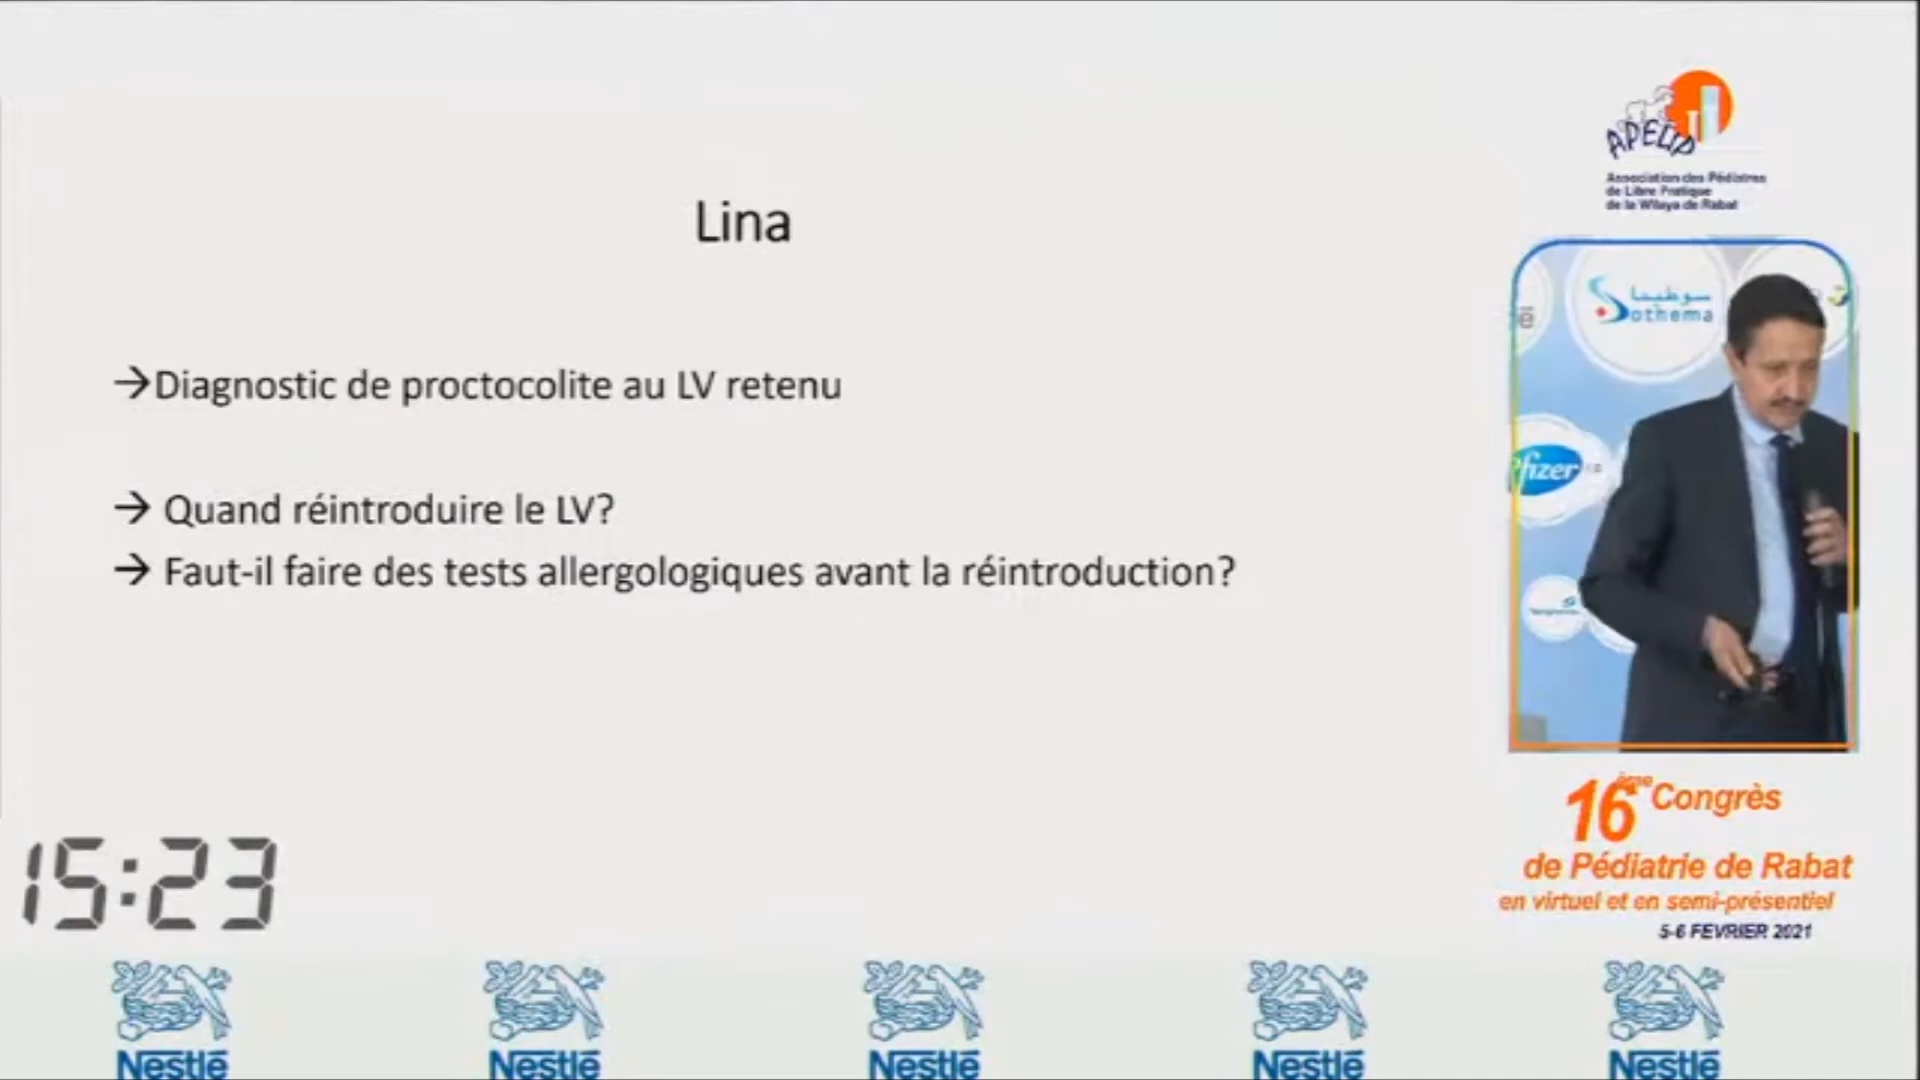 Lina
→Diagnostic de proctocolite au LV retenu
→ Quand réintroduire le LV?
→ Faut-il faire des tests allergologiques avant la réintroduction?
15:23
APELIP
Association des Pédiatres
de Libre Pratique
de la Wilaya de Rabat
سوطيما
Sothema
Pfizer
16ème Congrès
de Pédiatrie de Rabat
en virtuel et en semi-présentiel
5-6 FEVRIER 2021
Nestlé
Nestlé
Nestlé
Nestlé
Nestlé